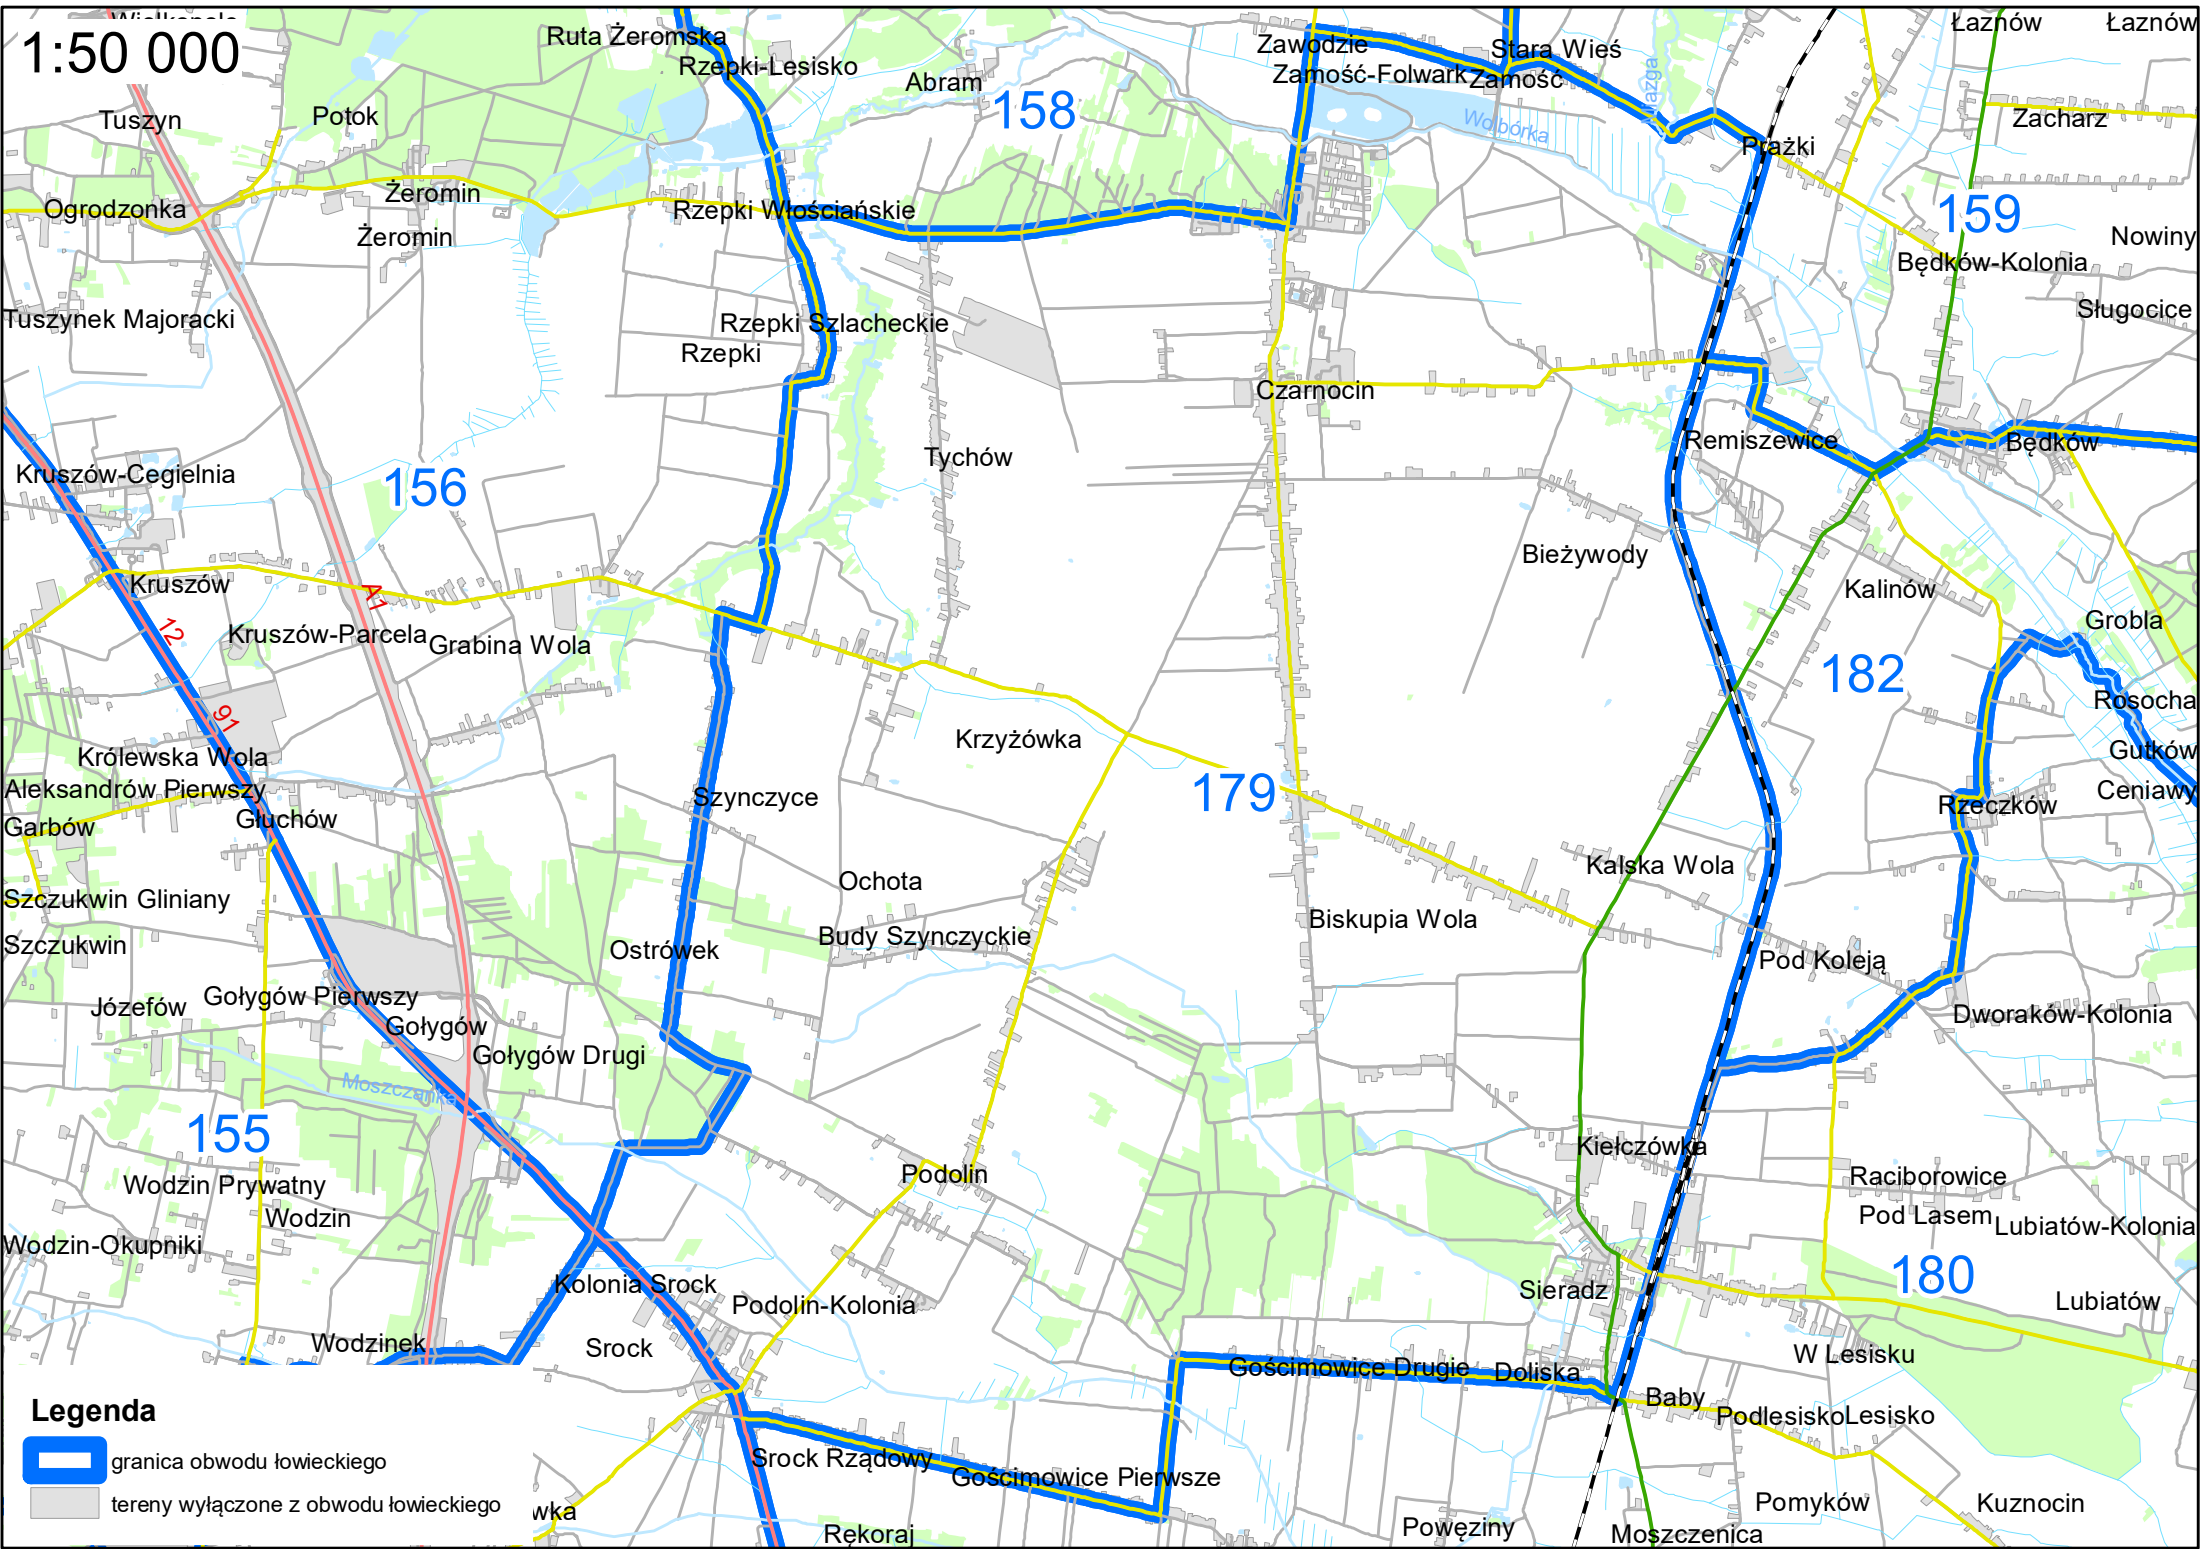 1:50 000
Ruta Żeromska
Rzepki-Lesisko
Abram
158
Zawodzie
Stara Wieś
Zamość-Folwark
Zamość
Łaznów
Łaznów
Zacharz
Tuszyn
Potok
Wolbórka
Prażki
Żeromin
Ogrodzonka
Rzepki Włościańskie
159
Żeromin
Nowiny
Będków-Kolonia
Tuszynek Majoracki
Rzepki Szlacheckie
Rzepki
Sługocice
Czarnocin
Remiszewice
Będków
Kruszów-Cegielnia
156
Tychów
Bieżywody
Kruszów
A1
Kalinów
12
Kruszów-Parcela
Grabina Wola
Grobla
182
91
Rosocha
Krzyżówka
Królewska Wola
Gutków
Aleksandrów Pierwszy
Szynczyce
179
Ceniawy
Garbów
Głuchów
Rzeczków
Kalska Wola
Ochota
Szczukwin Gliniany
Biskupia Wola
Szczukwin
Ostrówek
Budy Szynczyckie
Pod Koleją
Józefów
Gołygów Pierwszy
Gołygów
Dworaków-Kolonia
Gołygów Drugi
Moszczanka
155
Kiełczówka
Podolin
Raciborowice
Wodzin Prywatny
Wodzin
Pod Lasem
Lubiatów-Kolonia
Wodzin-Okupniki
180
Kolonia Srock
Podolin-Kolonia
Sieradz
Lubiatów
Wodzinek
Srock
W Lesisku
Gościmowice Drugie
Doliska
Baby
Podlesisko
Lesisko
Legenda
granica obwodu łowieckiego
tereny wyłączone z obwodu łowieckiego
Srock Rządowy
Gościmowice Pierwsze
wka
Rękoraj
Powęziny
Moszczenica
Pomyków
Kuznocin